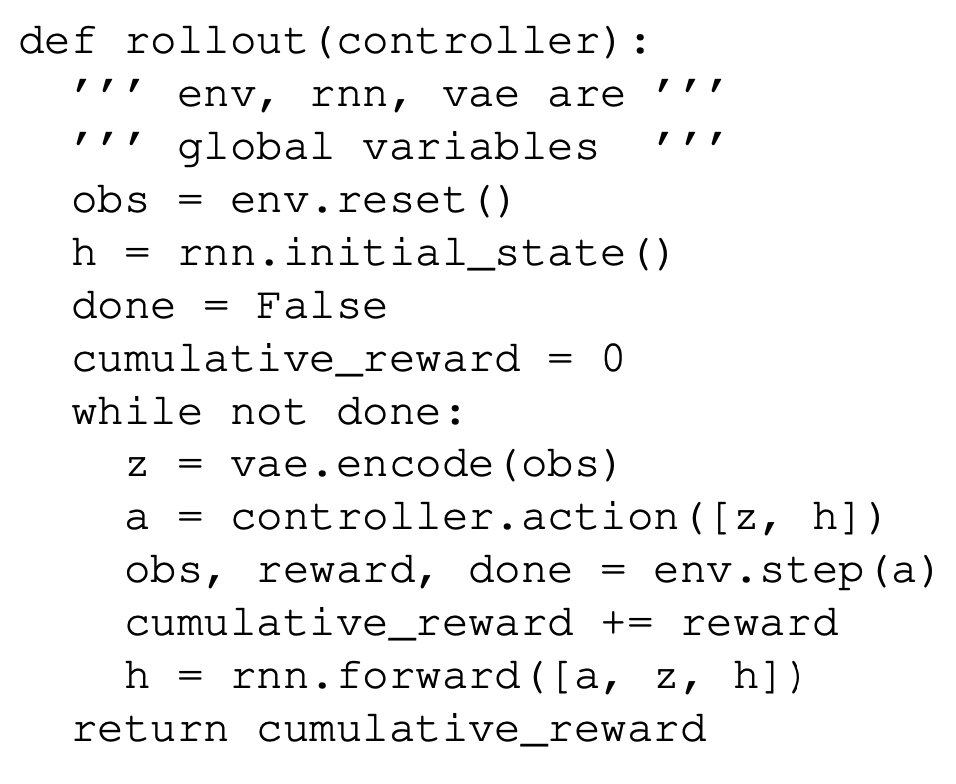 def rollout(controller):
  ''' env, rnn, vae are '''
  ''' global variables  '''
  obs = env.reset()
  h = rnn.initial_state()
  done = False
  cumulative_reward = 0
  while not done:
    z = vae.encode(obs)
    a = controller.action([z, h])
    obs, reward, done = env.step(a)
    cumulative_reward += reward
    h = rnn.forward([a, z, h])
  return cumulative_reward